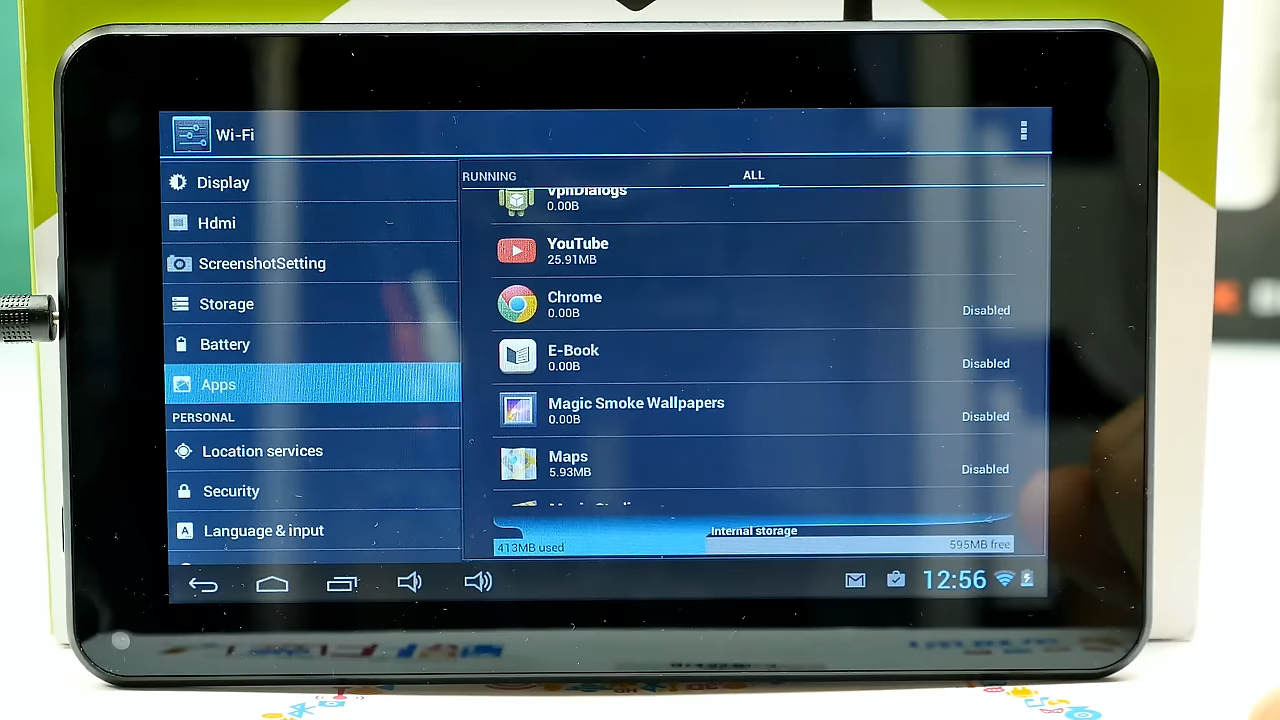 Wi-Fi
Display
Hdmi
ScreenshotSetting
Storage
Battery
Apps
PERSONAL
Location services
Security
Language & input
RUNNING
ALL
vpnDialogs
0.00B
YouTube
25.91MB
Chrome
0.00B
Disabled
E-Book
0.00B
Disabled
Magic Smoke Wallpapers
0.00B
Disabled
Maps
5.93MB
Disabled
Internal storage
413MB used
595MB free
12:56